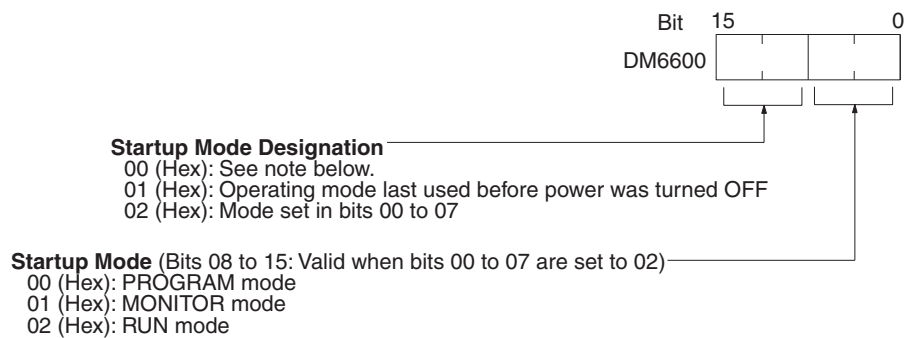 Bit 15 0
DM6600
Startup Mode Designation
00 (Hex): See note below.
01 (Hex): Operating mode last used before power was turned OFF
02 (Hex): Mode set in bits 00 to 07
Startup Mode (Bits 08 to 15: Valid when bits 00 to 07 are set to 02)
00 (Hex): PROGRAM mode
01 (Hex): MONITOR mode
02 (Hex): RUN mode